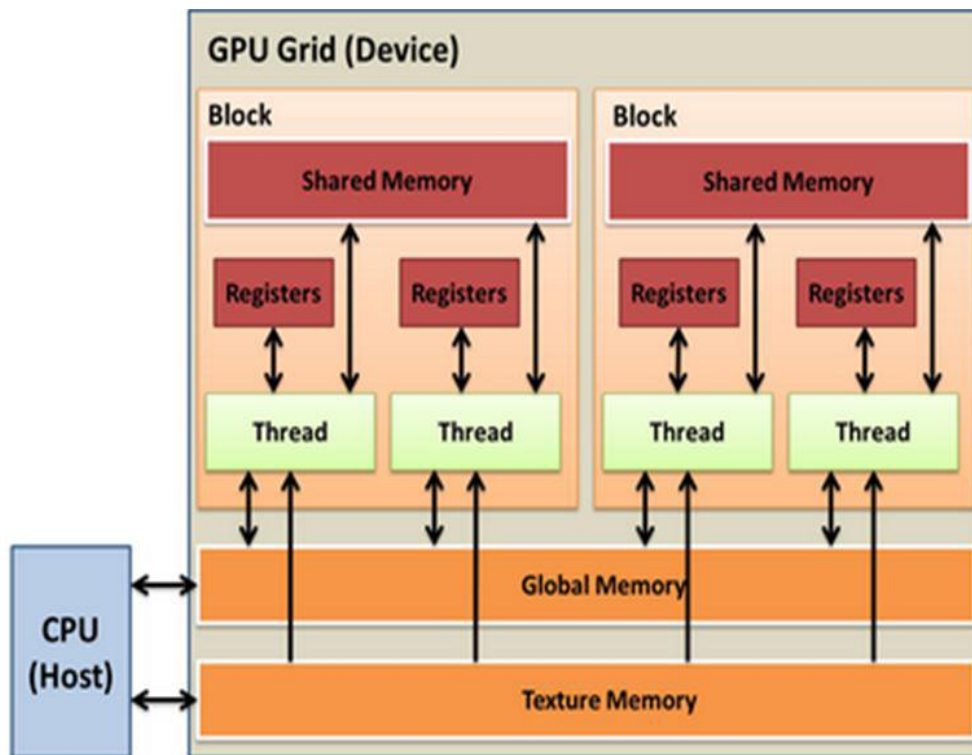 GPU Grid (Device)
Block
Block
Shared Memory
Shared Memory
Registers
Registers
Registers
Registers
Thread
Thread
Thread
Thread
Global Memory
CPU
(Host)
Texture Memory